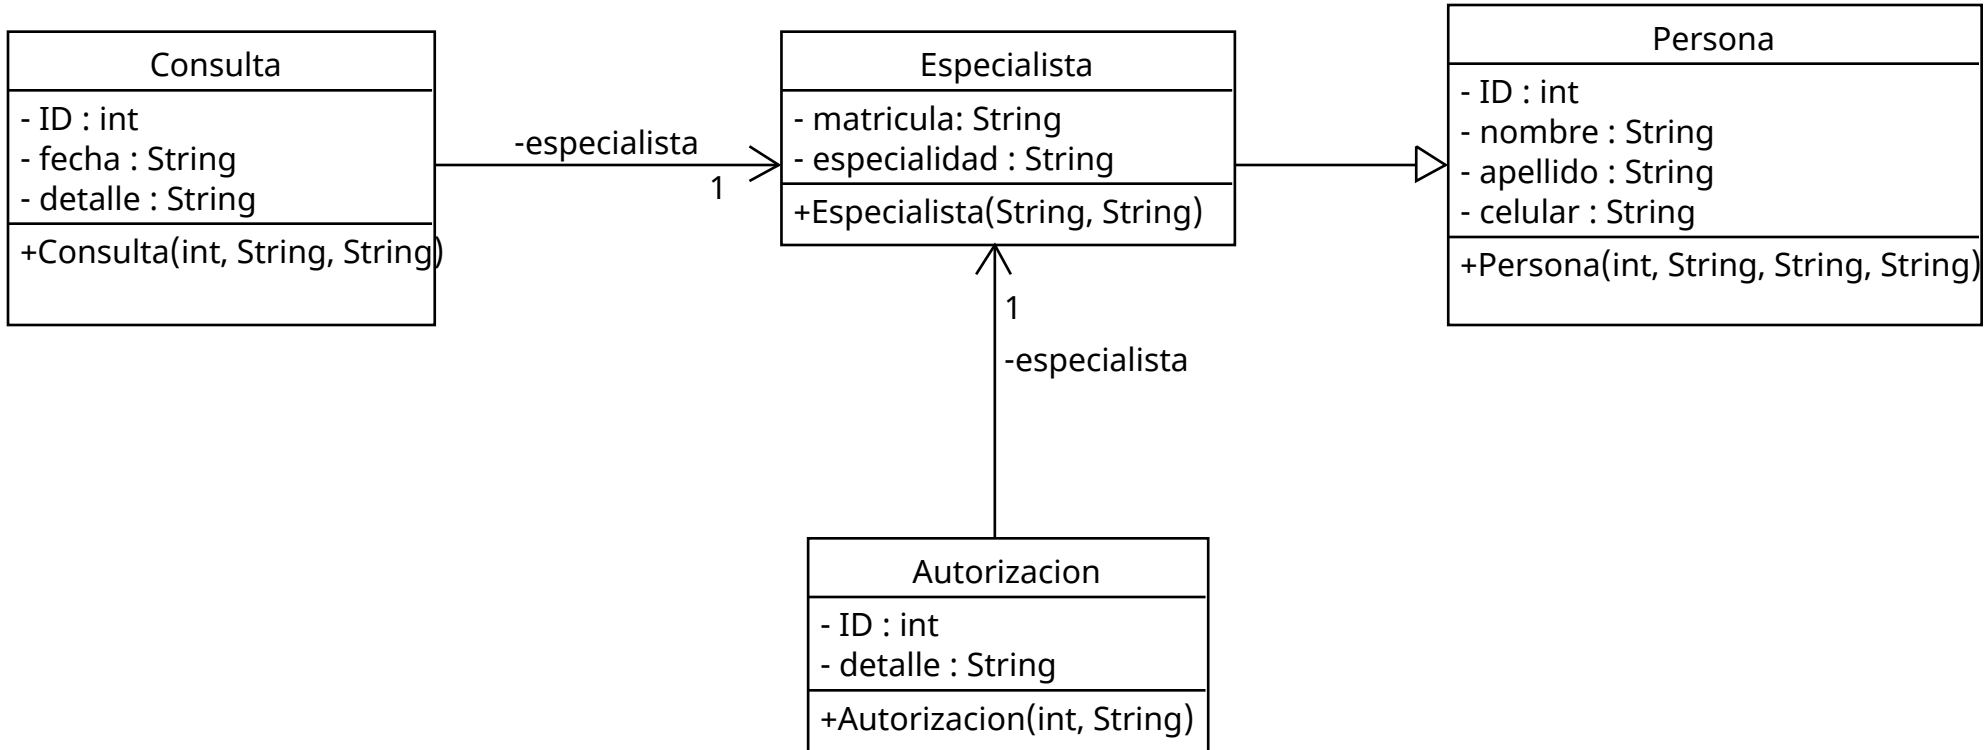 Consulta
- ID : int
- fecha : String
- detalle : String
+Consulta(int, String, String)
-especialista
1
Especialista
- matricula: String
- especialidad : String
+Especialista(String, String)
Persona
- ID : int
- nombre : String
- apellido : String
- celular : String
+Persona(int, String, String, String)
1
-especialista
Autorizacion
- ID : int
- detalle : String
+Autorizacion(int, String)